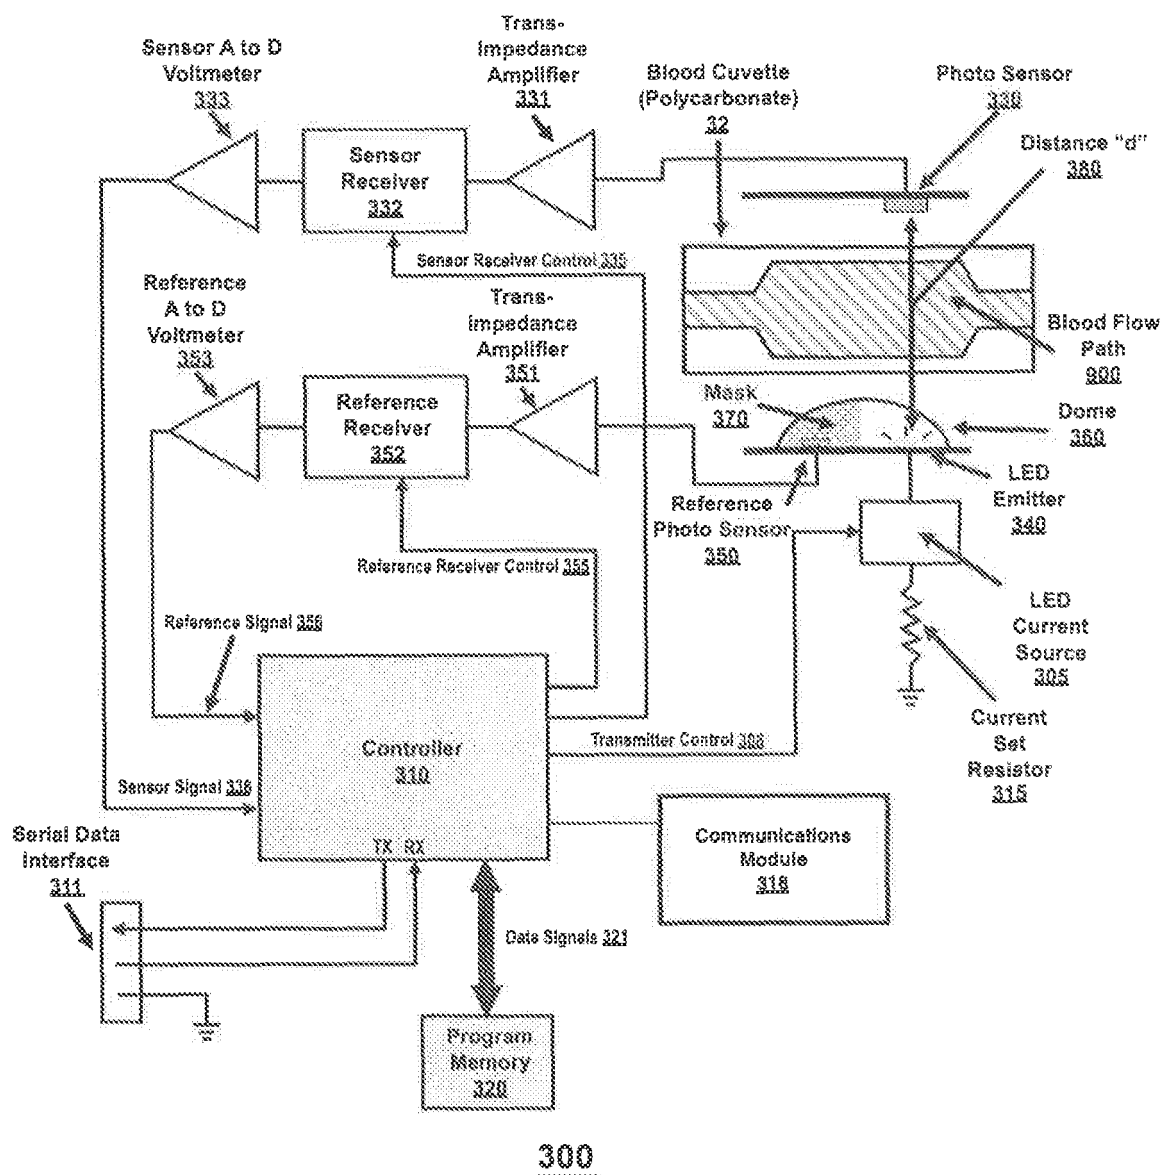 Sensor A to D
Voltmeter
333
Trans-
Impedance
Amplifier
331
Blood Cuvette
(Polycarbonate)
32
Photo Sensor
330
Distance "d"
380
Sensor
Receiver
332
Sensor Receiver Control 335
Reference
A to D
Voltmeter
353
Trans-
Impedance
Amplifier
351
Blood Flow
Path
900
Reference
Receiver
352
Mask
370
Dome
360
LED
Emitter
340
Reference
Photo Sensor
350
Reference Receiver Control 355
LED
Current
Source
305
Reference Signal 356
Controller
310
Transmitter Control 308
Current
Set
Resistor
315
Sensor Signal 336
Serial Data
Interface
311
TX RX
Communications
Module
318
Data Signals 321
Program
Memory
320
300